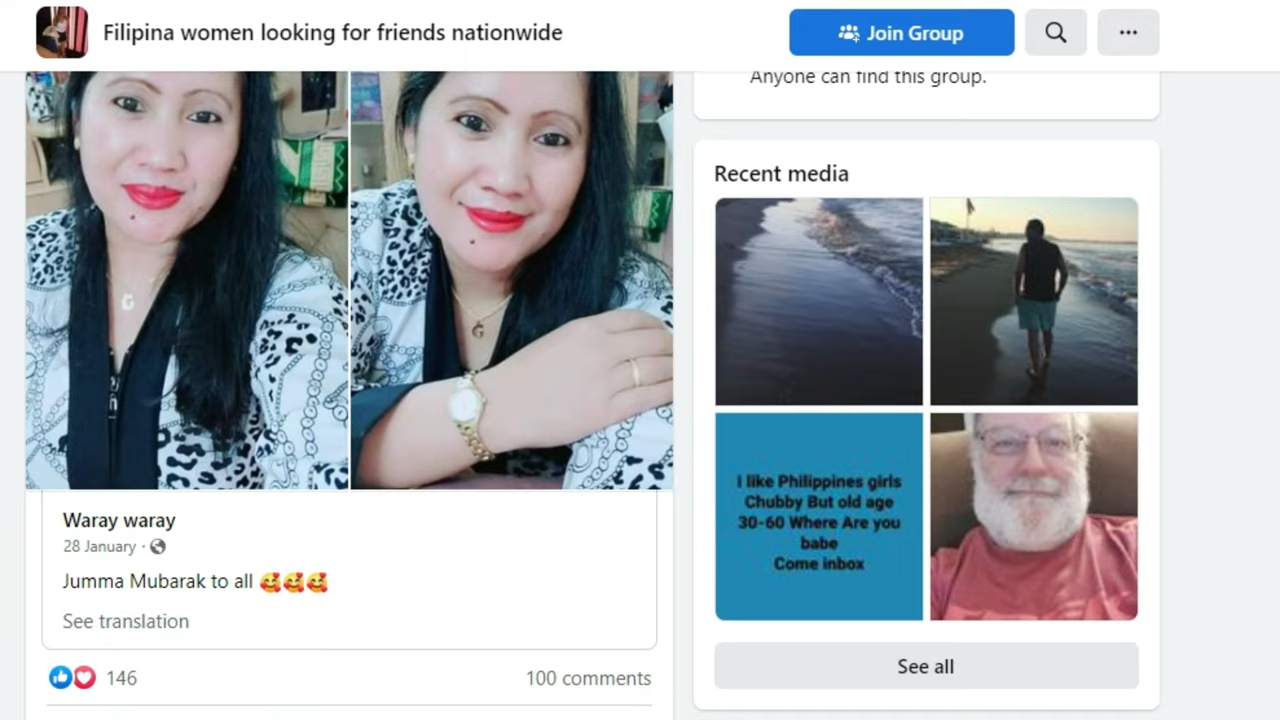 Filipina women looking for friends nationwide
Join Group
Anyone can find this group.
Waray waray
28 January ·
Jumma Mubarak to all 🥰🥰🥰
See translation
146
100 comments
Recent media
I like Philippines girls
Chubby But old age
30-60 Where Are you
babe
Come inbox
See all